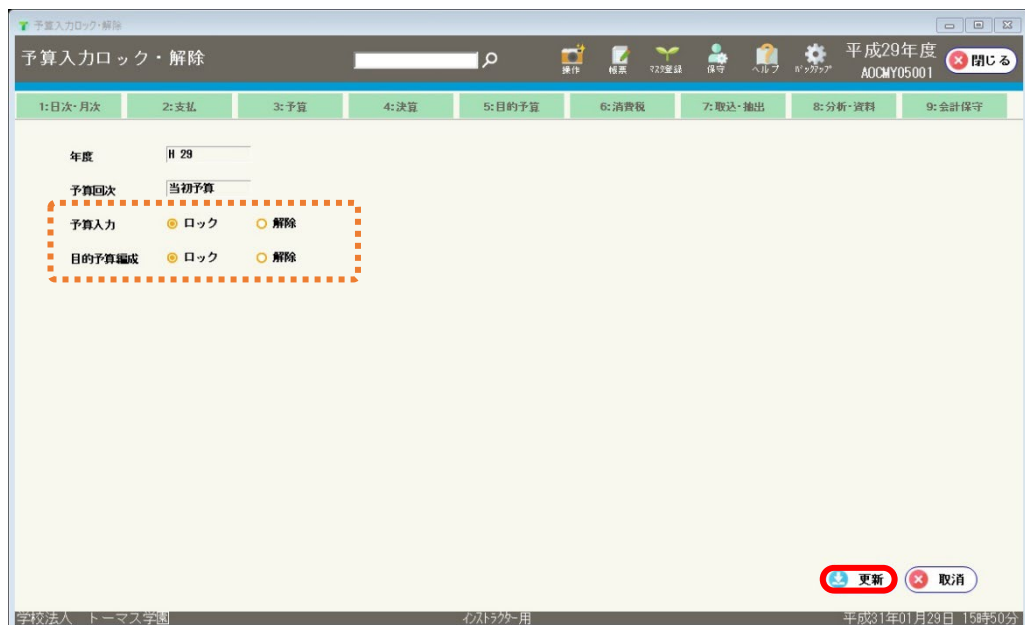 予算入力ロック・解除
予算入力ロック・解除
操作 帳票 ﾏｽﾀ登録 保守 ヘルプ ﾊﾞｯｸｱｯﾌﾟ 平成29年度 AOCMY05001 閉じる
1:日次・月次 2:支払 3:予算 4:決算 5:目的予算 6:消費税 7:取込・抽出 8:分析・資料 9:会計保守
年度 H 29
予算回次 当初予算
予算入力 ロック 解除
目的予算編成 ロック 解除
更新 取消
学校法人 トーマス学園 ｲﾝｽﾄﾗｸﾀｰ用 平成31年01月29日 15時50分